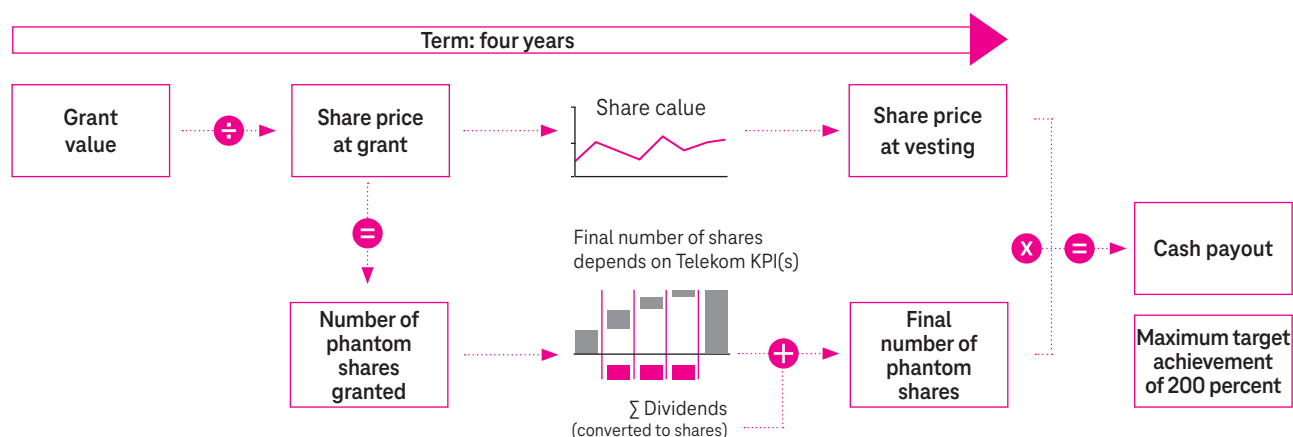 Term: four years
Grant
value
÷
Share price
at grant
Share calue
Share price
at vesting
=
Final number of shares
depends on Telekom KPI(s)
x
=
Cash payout
Number of
phantom
shares
granted
+
Final
number of
phantom
shares
Maximum target
achievement
of 200 percent
∑ Dividends
(converted to shares)